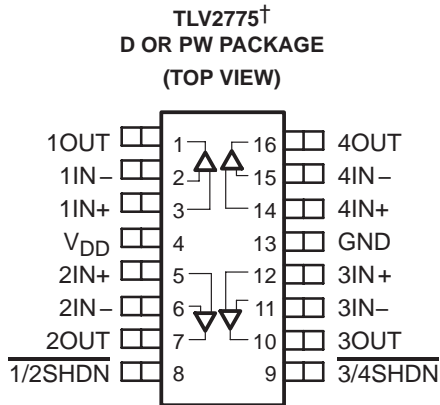 TLV2775†
D OR PW PACKAGE
(TOP VIEW)
1OUT 1 16 4OUT
1IN− 2 15 4IN−
1IN+ 3 14 4IN+
VDD 4 13 GND
2IN+ 5 12 3IN+
2IN− 6 11 3IN−
2OUT 7 10 3OUT
1/2SHDN 8 9 3/4SHDN